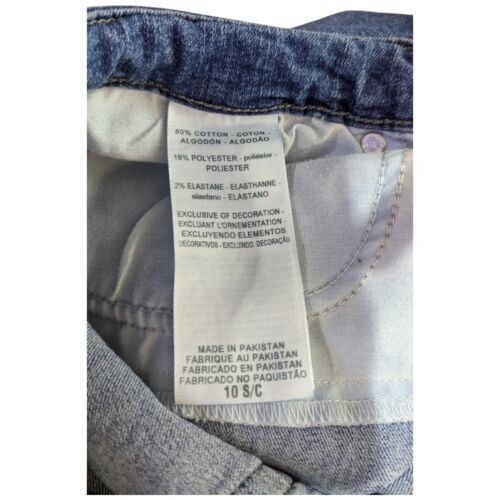 80% COTTON - COTON -
ALGODÓN - ALGODÃO
18% POLYESTER - poliéster -
POLIESTER
2% ELASTANE - ELASTHANNE -
elastano - ELASTANO
EXCLUSIVE OF DECORATION -
EXCLUANT L'ORNEMENTATION -
EXCLUYENDO ELEMENTOS
DECORATIVOS - EXCLUINDO DECORAÇÃO
MADE IN PAKISTAN
FABRIQUE AU PAKISTAN
FABRICADO EN PAKISTAN
FABRICADO NO PAQUISTÃO
10 S/C